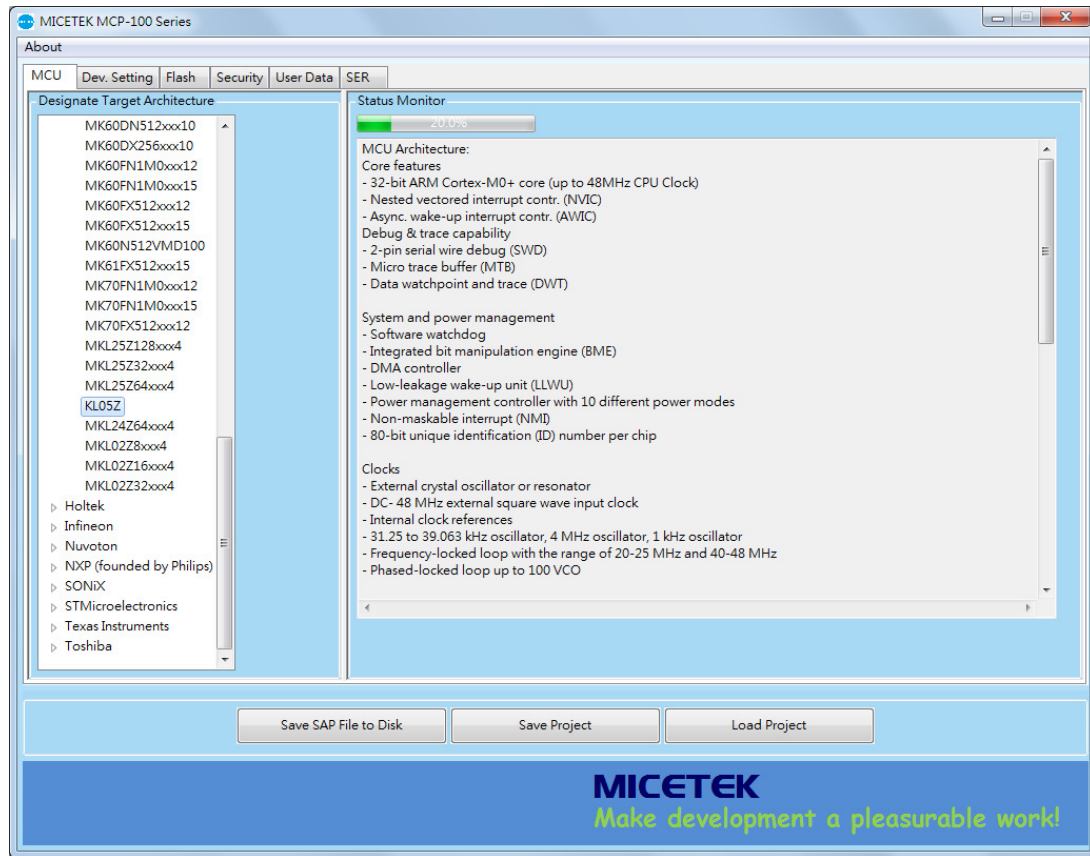 MICETEK MCP-100 Series
About
MCU Dev. Setting Flash Security User Data SER
Designate Target Architecture
MK60DN512xxx10
MK60DX256xxx10
MK60FN1M0xxx12
MK60FN1M0xxx15
MK60FX512xxx12
MK60FX512xxx15
MK60N512VMD100
MK61FX512xxx15
MK70FN1M0xxx12
MK70FN1M0xxx15
MK70FX512xxx12
MKL25Z128xxx4
MKL25Z32xxx4
MKL25Z64xxx4
KL05Z
MKL24Z64xxx4
MKL02Z8xxx4
MKL02Z16xxx4
MKL02Z32xxx4
Holtek
Infineon
Nuvoton
NXP (founded by Philips)
SONiX
STMicroelectronics
Texas Instruments
Toshiba
Status Monitor
20.0%
MCU Architecture:
Core features
- 32-bit ARM Cortex-M0+ core (up to 48MHz CPU Clock)
- Nested vectored interrupt contr. (NVIC)
- Async. wake-up interrupt contr. (AWIC)
Debug & trace capability
- 2-pin serial wire debug (SWD)
- Micro trace buffer (MTB)
- Data watchpoint and trace (DWT)
System and power management
- Software watchdog
- Integrated bit manipulation engine (BME)
- DMA controller
- Low-leakage wake-up unit (LLWU)
- Power management controller with 10 different power modes
- Non-maskable interrupt (NMI)
- 80-bit unique identification (ID) number per chip
Clocks
- External crystal oscillator or resonator
- DC- 48 MHz external square wave input clock
- Internal clock references
- 31.25 to 39.063 kHz oscillator, 4 MHz oscillator, 1 kHz oscillator
- Frequency-locked loop with the range of 20-25 MHz and 40-48 MHz
- Phased-locked loop up to 100 VCO
Save SAP File to Disk Save Project Load Project
MICETEK
Make development a pleasurable work!